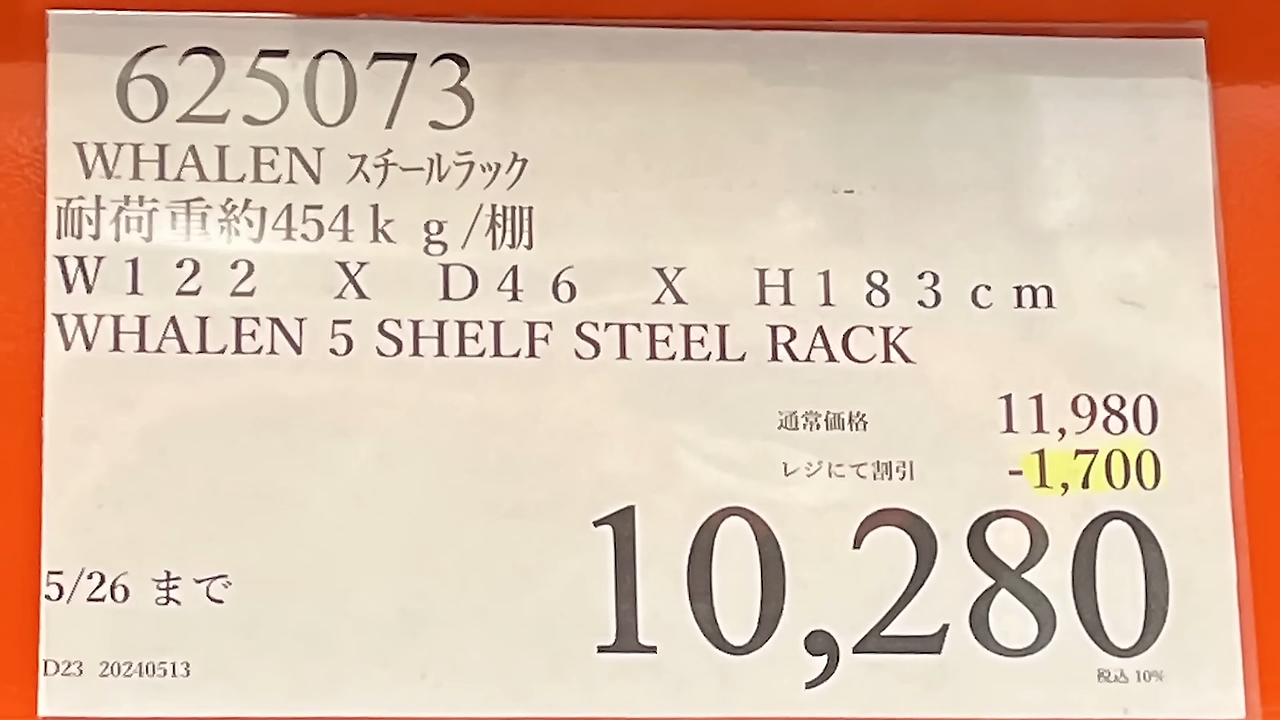 625073
WHALEN スチールラック
耐荷重約454kg/棚
W122 X D46 X H183cm
WHALEN 5 SHELF STEEL RACK
通常価格 11,980
レジにて割引 -1,700
10,280
5/26 まで
税込 10%
D23 20240513